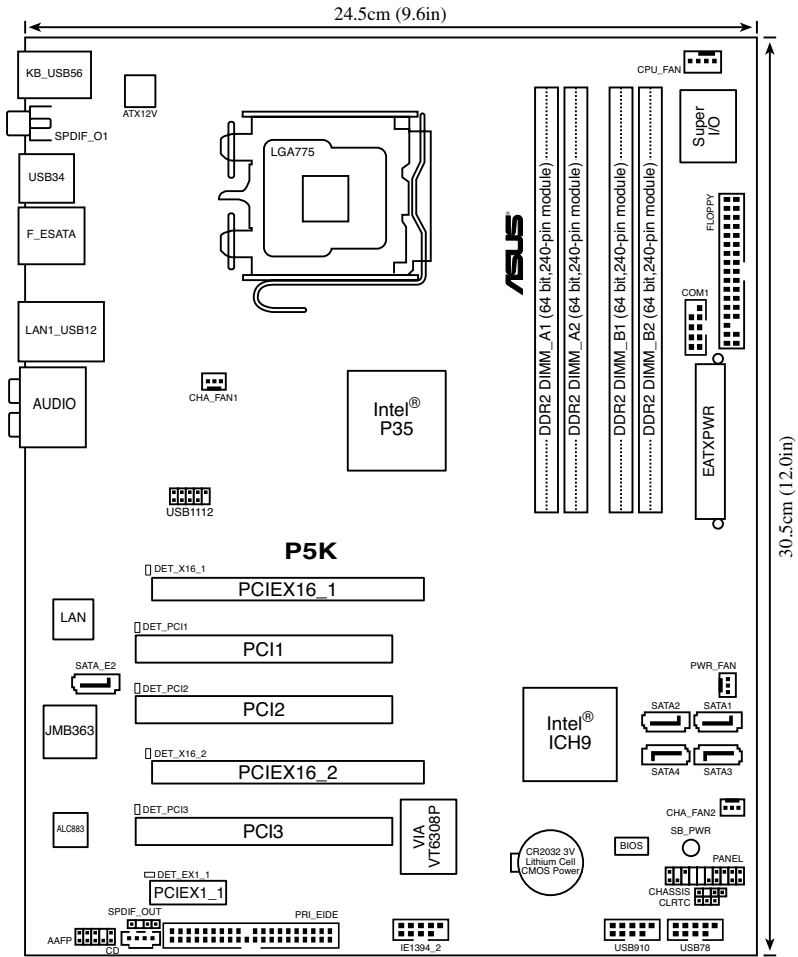 24.5cm (9.6in)
KB_USB56
ATX12V
CPU_FAN
Super
I/O
SPDIF_O1
LGA775
USB34
F_ESATA
ASUS®
DDR2 DIMM_A1 (64 bit,240-pin module)
DDR2 DIMM_A2 (64 bit,240-pin module)
DDR2 DIMM_B1 (64 bit,240-pin module)
DDR2 DIMM_B2 (64 bit,240-pin module)
FLOPPY
COM1
LAN1_USB12
AUDIO
CHA_FAN1
Intel®
P35
EATXPWR
30.5cm (12.0in)
USB1112
P5K
DET_X16_1
PCIEX16_1
LAN
DET_PCI1
PCI1
SATA_E2
PWR_FAN
DET_PCI2
PCI2
JMB363
Intel®
ICH9
SATA2
SATA1
SATA4
SATA3
DET_X16_2
PCIEX16_2
DET_PCI3
PCI3
ALC883
VIA
VT6308P
CHA_FAN2
SB_PWR
BIOS
CR2032 3V
Lithium Cell
CMOS Power
PANEL
DET_EX1_1
PCIEX1_1
CHASSIS
CLRTC
SPDIF_OUT
PRI_EIDE
AAFP
CD
IE1394_2
USB910
USB78